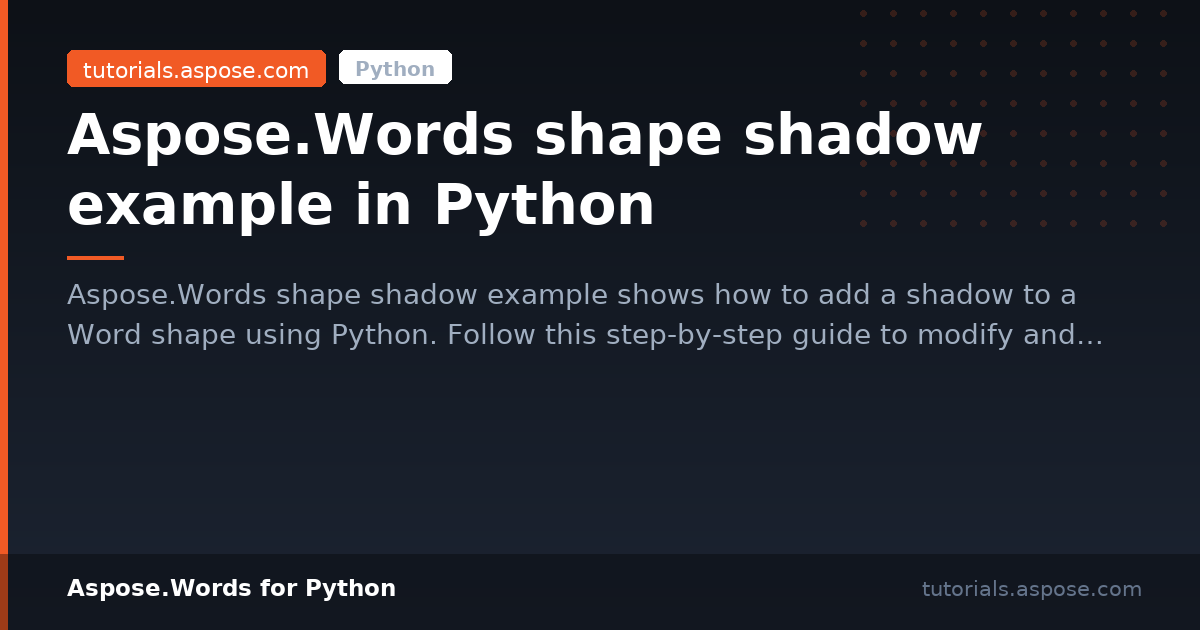 tutorials.aspose.com
Python
Aspose.Words shape shadow
example in Python
Aspose.Words shape shadow example shows how to add a shadow to a
Word shape using Python. Follow this step-by-step guide to modify and...
Aspose.Words for Python
tutorials.aspose.com